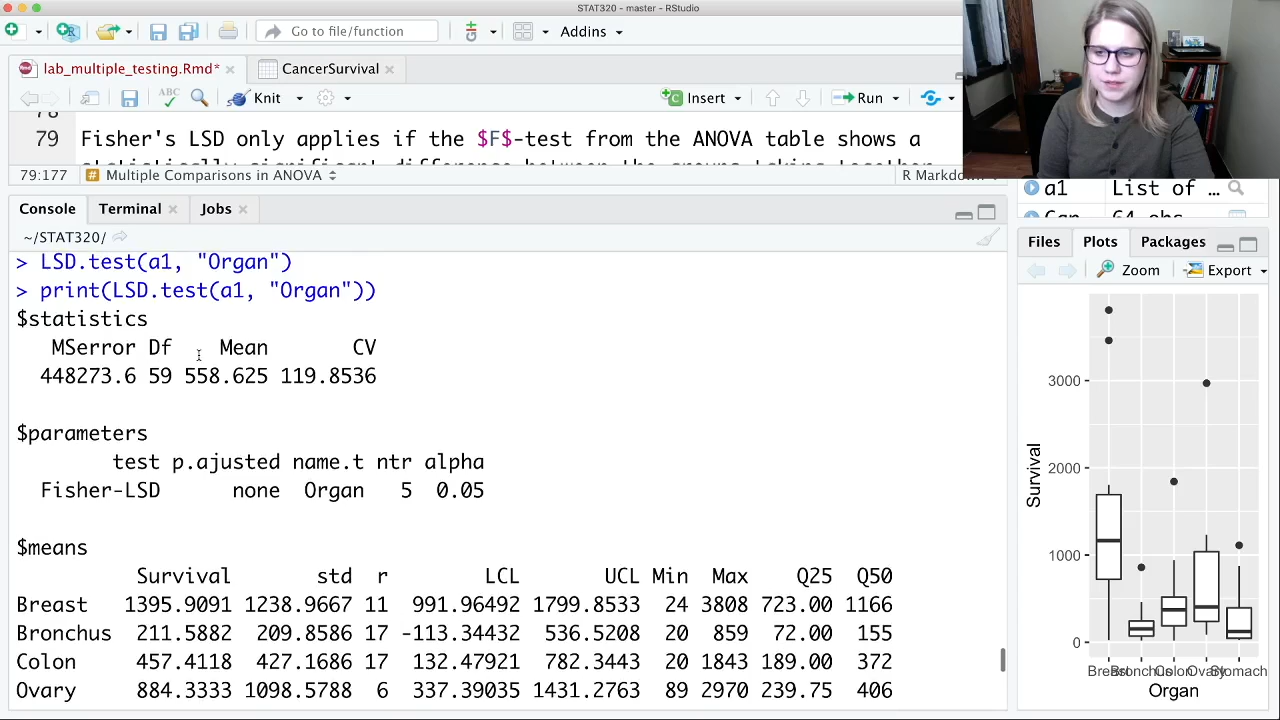 STAT320 - master - RStudio
Go to file/function Addins
lab_multiple_testing.Rmd* CancerSurvival
ABC Knit Insert Run
79 Fisher's LSD only applies if the $F$-test from the ANOVA table shows a
79:177 # Multiple Comparisons in ANOVA R Markdown
a1 List of …
Console Terminal Jobs
~/STAT320/
> LSD.test(a1, "Organ")
> print(LSD.test(a1, "Organ"))
$statistics
MSerror Df Mean CV
448273.6 59 558.625 119.8536
$parameters
test p.ajusted name.t ntr alpha
Fisher-LSD none Organ 5 0.05
$means
Survival std r LCL UCL Min Max Q25 Q50
Breast 1395.9091 1238.9667 11 991.96492 1799.8533 24 3808 723.00 1166
Bronchus 211.5882 209.8586 17 -113.34432 536.5208 20 859 72.00 155
Colon 457.4118 427.1686 17 132.47921 782.3443 20 1843 189.00 372
Ovary 884.3333 1098.5788 6 337.39035 1431.2763 89 2970 239.75 406
Files Plots Packages
Zoom Export
3000
2000
1000
0
Survival
Breast Bronchus Colon Ovary Stomach
Organ